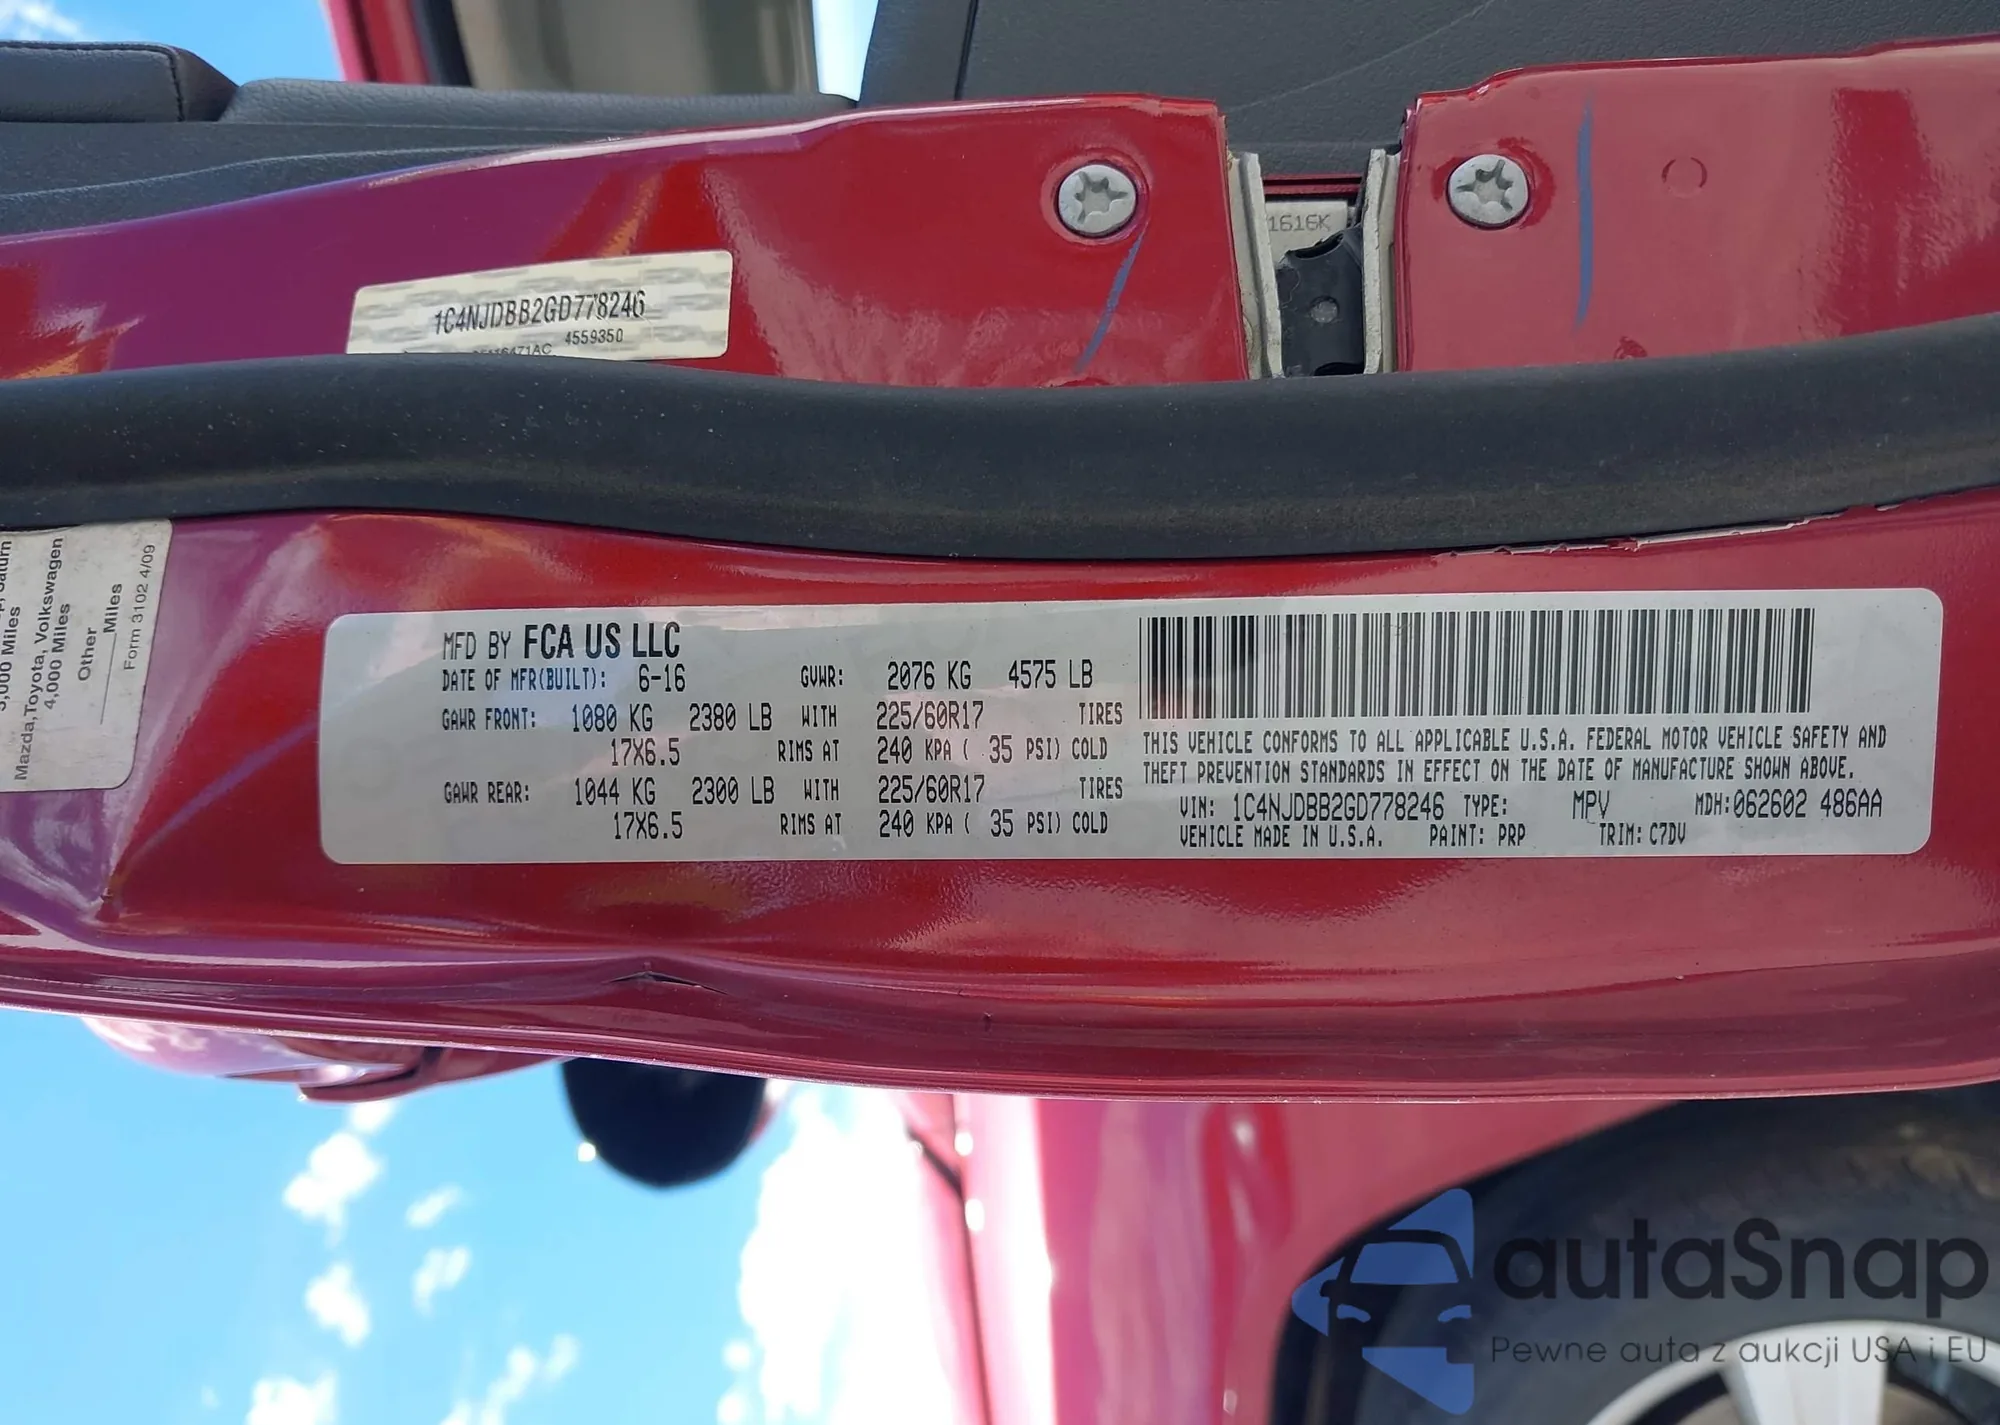 1616K
1C4NJDBB2GD778246
4559350
5,000 Miles
Mazda,Toyota, Volkswagen
4,000 Miles
Other
Miles
Form 3102 4/09
MFD BY FCA US LLC
DATE OF MFR(BUILT): 6-16 GVWR: 2076 KG 4575 LB
GAWR FRONT: 1080 KG 2380 LB WITH 225/60R17 TIRES
17X6.5 RIMS AT 240 KPA ( 35 PSI) COLD
GAWR REAR: 1044 KG 2300 LB WITH 225/60R17 TIRES
17X6.5 RIMS AT 240 KPA ( 35 PSI) COLD
THIS VEHICLE CONFORMS TO ALL APPLICABLE U.S.A. FEDERAL MOTOR VEHICLE SAFETY AND
THEFT PREVENTION STANDARDS IN EFFECT ON THE DATE OF MANUFACTURE SHOWN ABOVE.
VIN: 1C4NJDBB2GD778246 TYPE: MPV MDH:062602 486AA
VEHICLE MADE IN U.S.A. PAINT: PRP TRIM: C7DV
autaSnap
Pewne auta z aukcji USA i EU